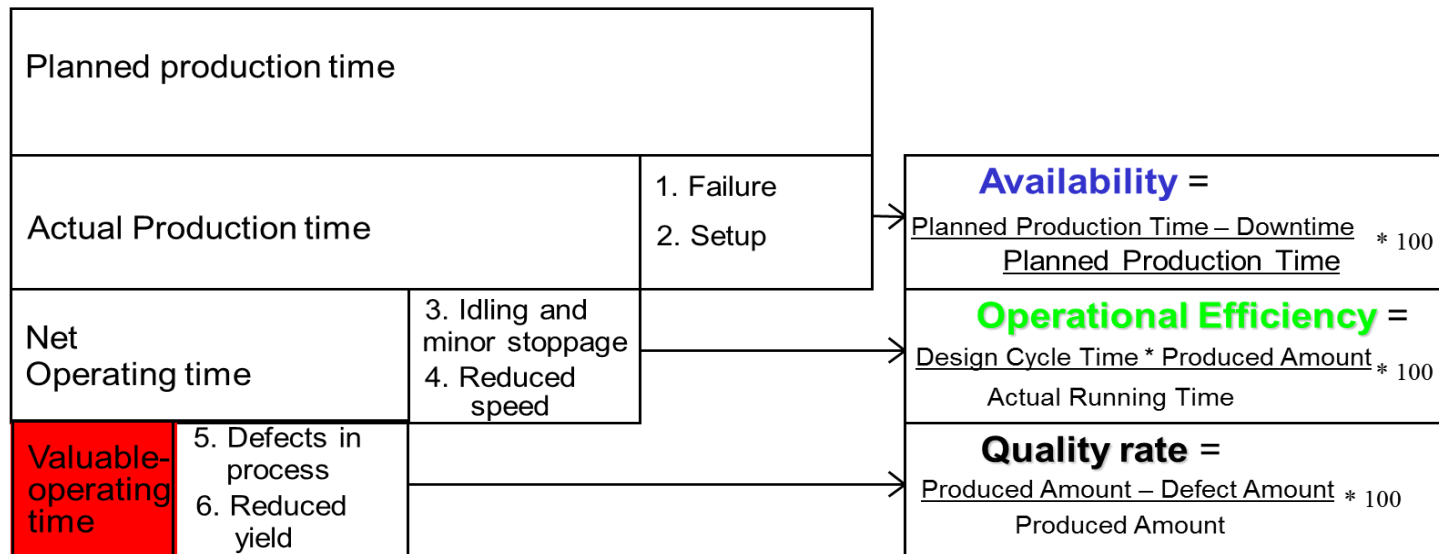 Planned production time
Actual Production time
1. Failure
2. Setup
Availability =
Planned Production Time – Downtime
* 100
Planned Production Time
Net
Operating time
3. Idling and
minor stoppage
4. Reduced
speed
Operational Efficiency =
Design Cycle Time * Produced Amount
* 100
Actual Running Time
Valuable-
operating
time
5. Defects in
process
6. Reduced
yield
Quality rate =
Produced Amount – Defect Amount
* 100
Produced Amount